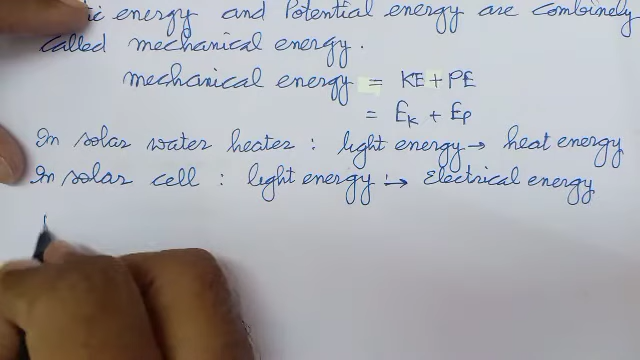 ic energy and Potential energy are combinely
called mechanical energy.
mechanical energy = KE + PE
= EK + EP
In solar water heater : light energy → heat energy
In solar cell : light energy :→ Electrical energy